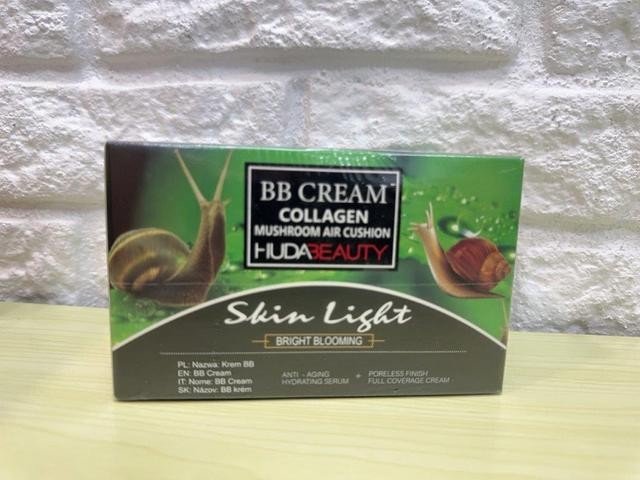 BB CREAM
COLLAGEN
MUSHROOM AIR CUSHION
HUDABEAUTY
Skin Light
BRIGHT BLOOMING
PL: Nazwa: Krem BB
EN: BB Cream
IT: Nome: BB Cream
SK: Názov: BB krém
ANTI - AGING
HYDRATING SERUM
+
PORELESS FINISH
FULL COVERAGE CREAM